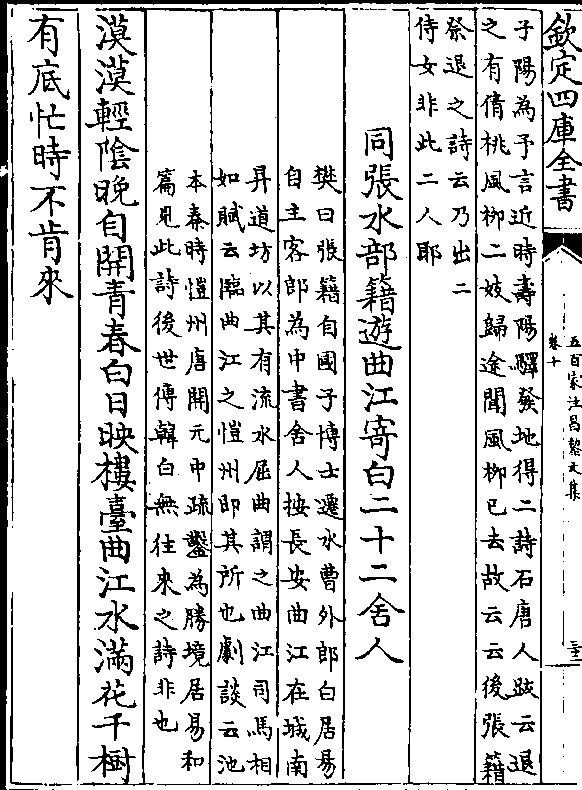 欽定四庫全書
五百家注昌黎文集
卷十
子陽為予言近時壽陽驛發地得二詩石唐人跋云退
之有倩桃風柳二妓歸途聞風柳已去故云云後張籍
祭退之詩云乃出二
侍女非此二人耶
同張水部籍遊曲江寄白二十二舍人
樊曰張籍自國子博士遷水曹外郎白居易
自主客郎為中書舍人按長安曲江在城南
昇道坊以其有流水屈曲謂之曲江司馬相
如賦云臨曲江之愷州即其所也劇談云池
本秦時愷州唐開元中疏鑿為勝境居易和
篇見此詩後世傳韓白無往來之詩非也
漠漠輕陰晚自開青春白日映樓臺曲江水滿花千樹
有底忙時不肯來